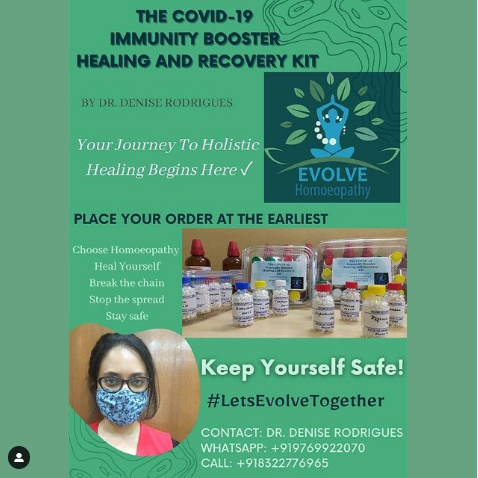 THE COVID-19
IMMUNITY BOOSTER
HEALING AND RECOVERY KIT
BY DR. DENISE RODRIGUES
Your Journey To Holistic
Healing Begins Here ✓
EVOLVE
Homoeopathy
PLACE YOUR ORDER AT THE EARLIEST
Choose Homoeopathy
Heal Yourself
Break the chain
Stop the spread
Stay safe
Keep Yourself Safe!
#LetsEvolveTogether
CONTACT: DR. DENISE RODRIGUES
WHATSAPP: +919769922070
CALL: +918322776965